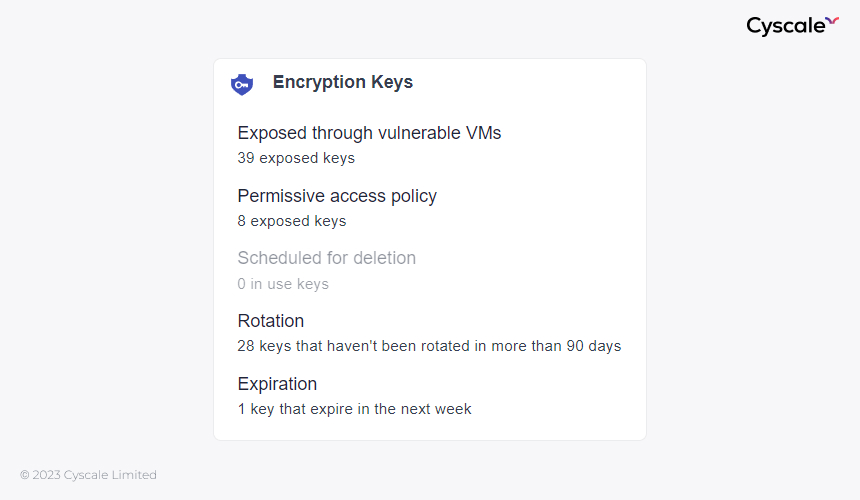 Cyscale
Encryption Keys
Exposed through vulnerable VMs
39 exposed keys
Permissive access policy
8 exposed keys
Scheduled for deletion
0 in use keys
Rotation
28 keys that haven't been rotated in more than 90 days
Expiration
1 key that expire in the next week
© 2023 Cyscale Limited